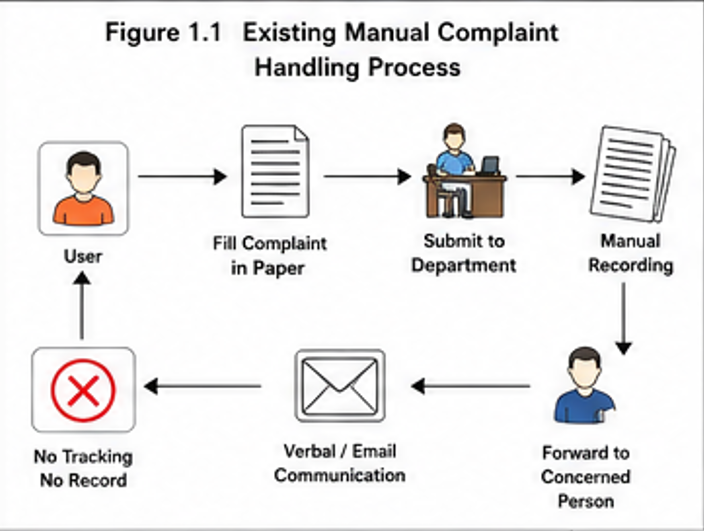 Figure 1.1 Existing Manual Complaint
Handling Process
User
Fill Complaint
in Paper
Submit to
Department
Manual
Recording
No Tracking
No Record
Verbal / Email
Communication
Forward to
Concerned
Person